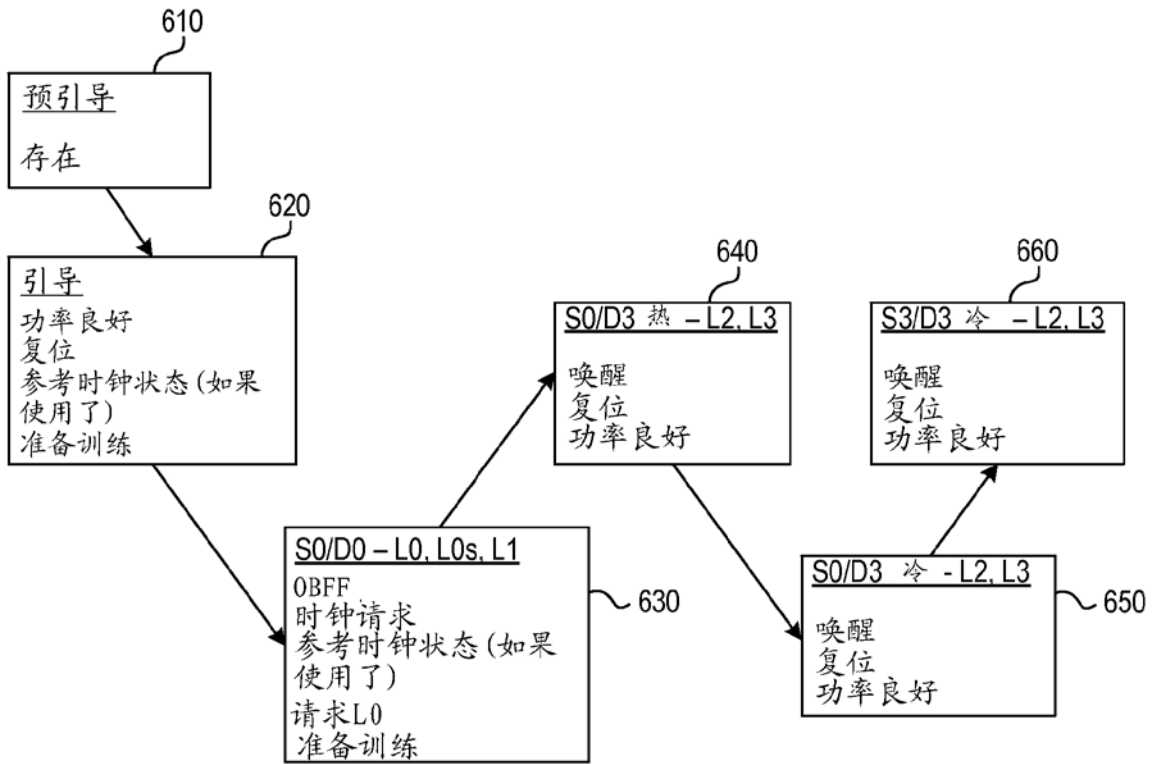 610
预引导
存在
620
引导
功率良好
复位
参考时钟状态(如果
使用了)
准备训练
S0/D0 – L0, L0s, L1
OBFF
时钟请求
参考时钟状态(如果
使用了)
请求L0
准备训练
630
640
S0/D3 热 – L2, L3
唤醒
复位
功率良好
S0/D3 冷 - L2, L3
唤醒
复位
功率良好
650
660
S3/D3 冷 – L2, L3
唤醒
复位
功率良好